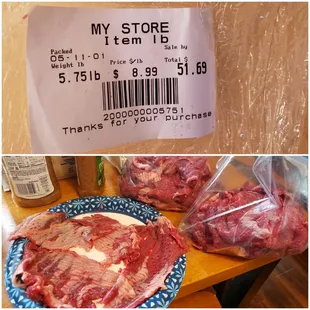 MY STORE
Item lb
Packed
Sale by
05-11-01
Weight lb Price/lb Total $
5.75lb $ 8.99 51.69
2000000005751
Thanks for your purchase